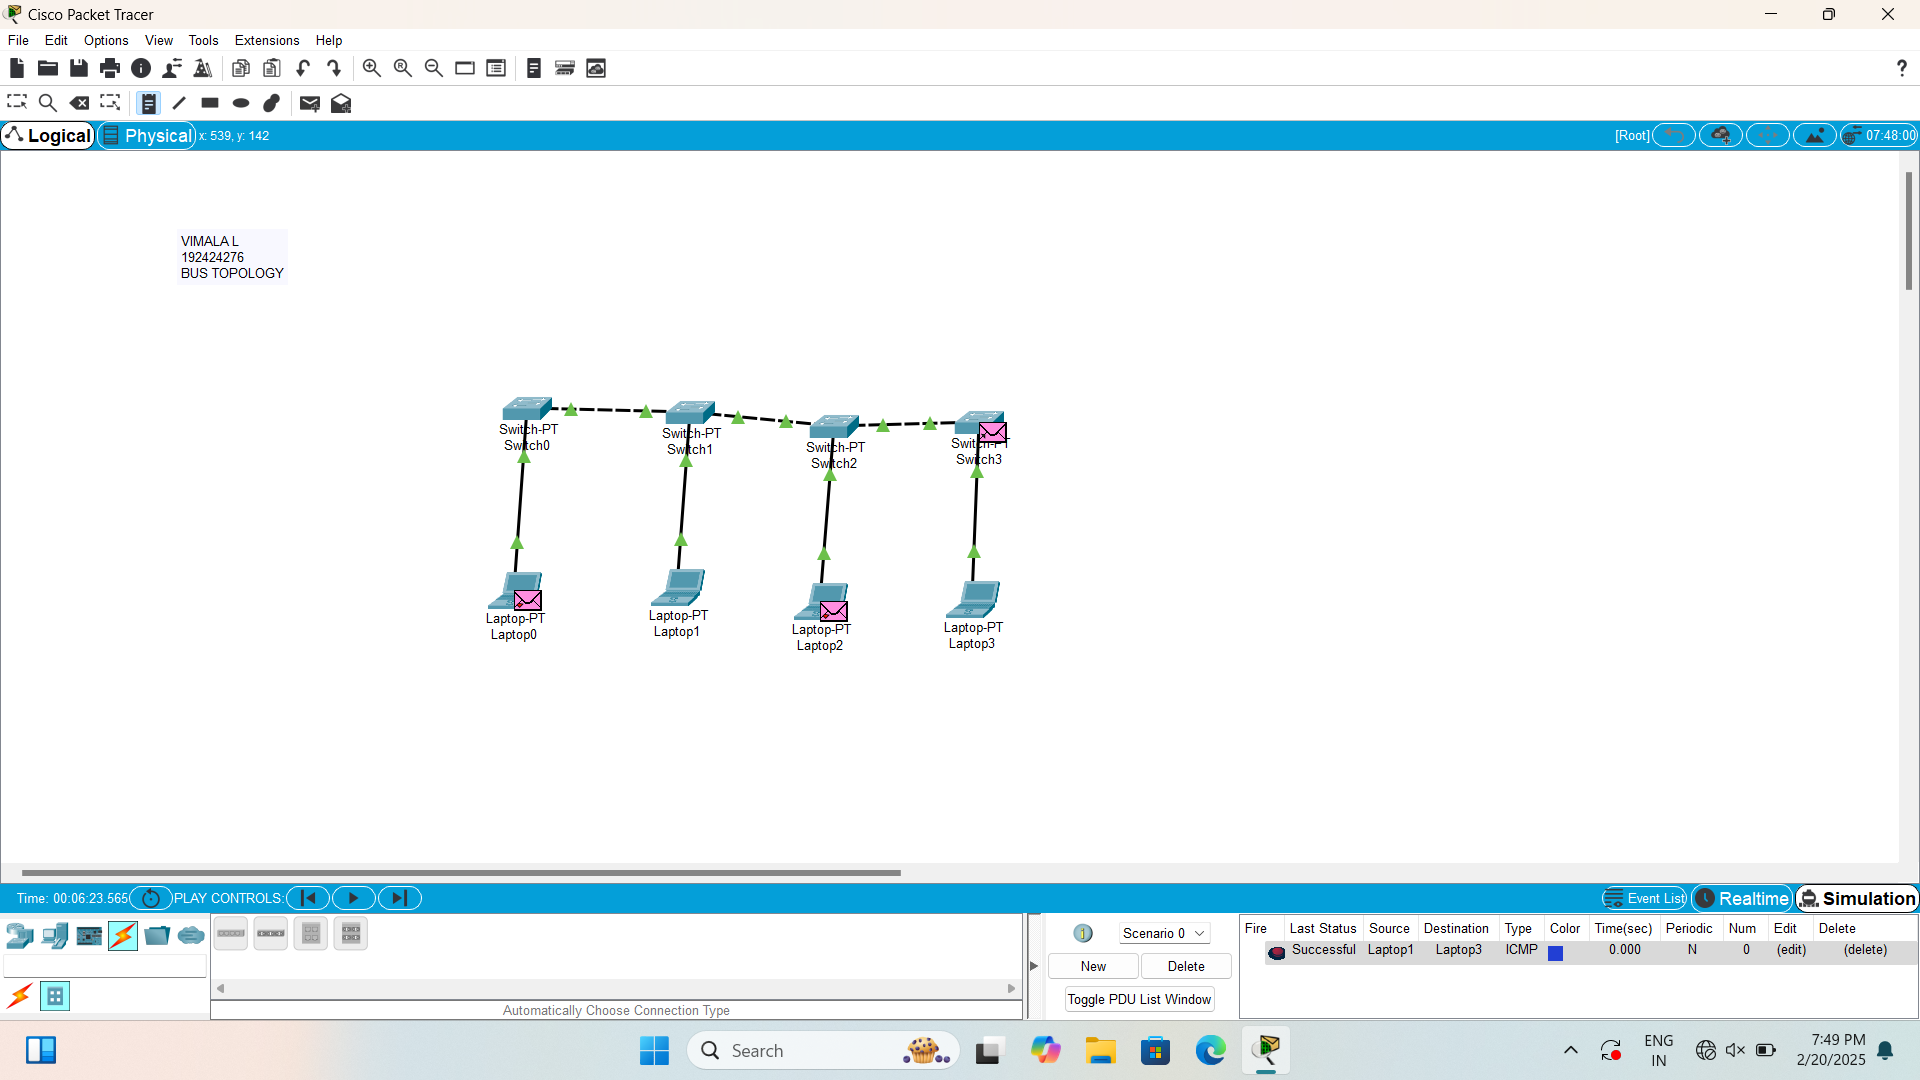 Cisco Packet Tracer
File Edit Options View Tools Extensions Help
?
Logical Physical x: 539, y: 142 [Root] 07:48:00
VIMALA L
192424276
BUS TOPOLOGY
Switch-PT
Switch0
Switch-PT
Switch1
Switch-PT
Switch2
Switch-PT
Switch3
Laptop-PT
Laptop0
Laptop-PT
Laptop1
Laptop-PT
Laptop2
Laptop-PT
Laptop3
Time: 00:06:23.565 PLAY CONTROLS: Event List Realtime Simulation
Scenario 0
New Delete
Toggle PDU List Window
Fire Last Status Source Destination Type Color Time(sec) Periodic Num Edit Delete
Successful Laptop1 Laptop3 ICMP 0.000 N 0 (edit) (delete)
Automatically Choose Connection Type
Search
ENG
IN
7:49 PM
2/20/2025